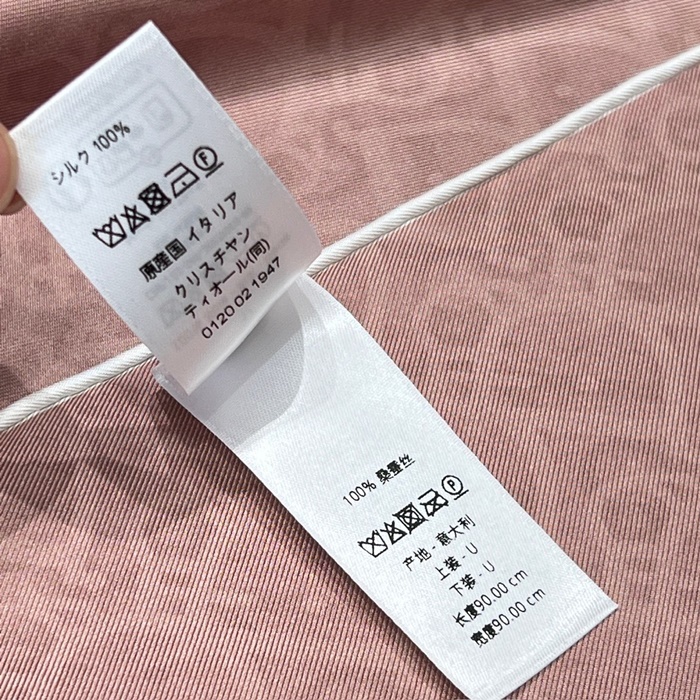 シルク 100%
F
原産国 イタリア
クリスチャン
ディオール(同)
0120 02 1947
100% 桑蚕丝
P
产地 - 意大利
上装 - U
下装 - U
长度90.00 cm
宽度90.00 cm